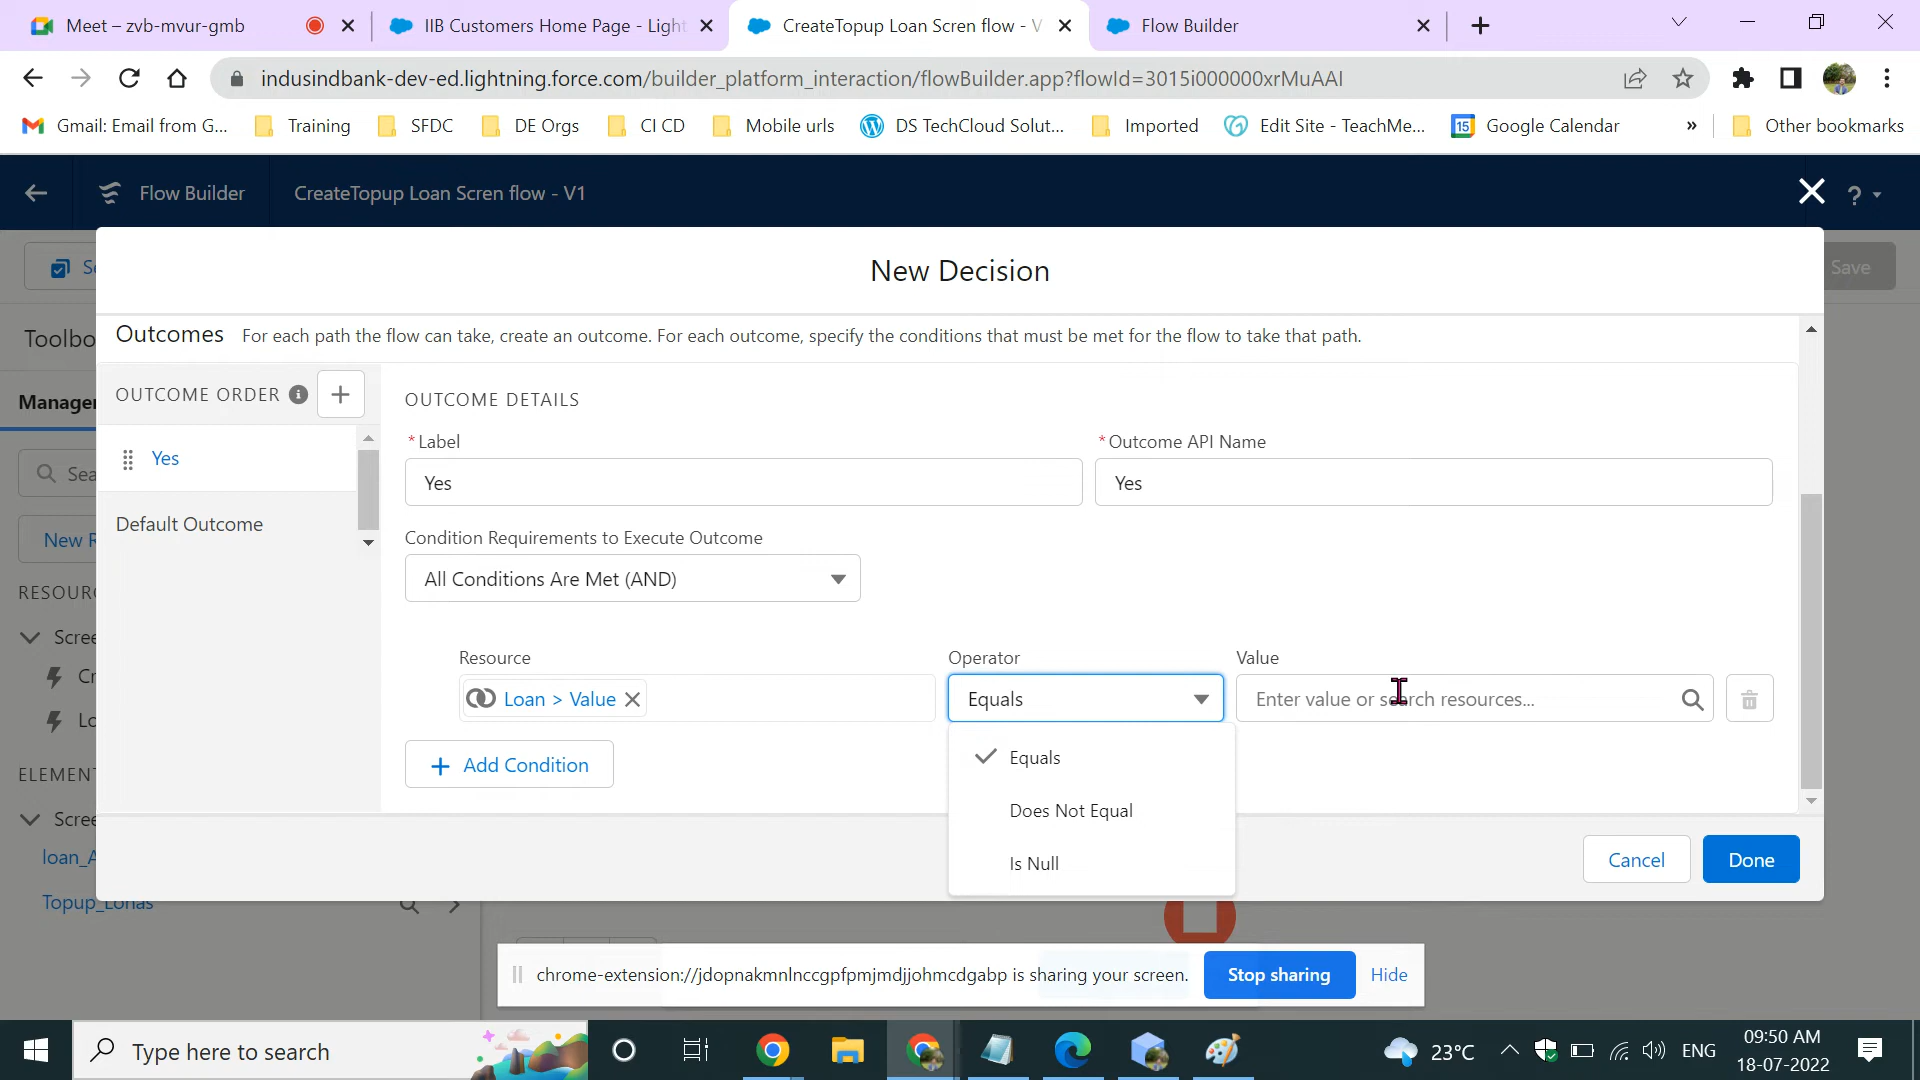 Meet – zvb-mvur-gmb
IIB Customers Home Page - Light
CreateTopup Loan Scren flow - V
Flow Builder
indusindbank-dev-ed.lightning.force.com/builder_platform_interaction/flowBuilder.app?flowId=3015i000000xrMuAAI
Gmail: Email from G...
Training
SFDC
DE Orgs
CI CD
Mobile urls
DS TechCloud Solut...
Imported
Edit Site - TeachMe...
15
Google Calendar
»
Other bookmarks
Flow Builder
CreateTopup Loan Scren flow - V1
?
Se
Save
New Decision
Toolbo
Outcomes For each path the flow can take, create an outcome. For each outcome, specify the conditions that must be met for the flow to take that path.
Manager
OUTCOME ORDER
OUTCOME DETAILS
*Label
*Outcome API Name
Yes
Yes
Yes
Sea
Default Outcome
Condition Requirements to Execute Outcome
New R
All Conditions Are Met (AND)
RESOUR
Scree
Resource
Operator
Value
Cr
Loan > Value
Equals
Enter value or search resources...
Lo
Add Condition
Equals
ELEMEN
Does Not Equal
Scree
Is Null
loan_A
Cancel
Done
Topup_Lonas
chrome-extension://jdopnakmnlnccgpfpmjmdjjohmcdgabp is sharing your screen.
Stop sharing
Hide
Type here to search
23°C
ENG
09:50 AM
18-07-2022